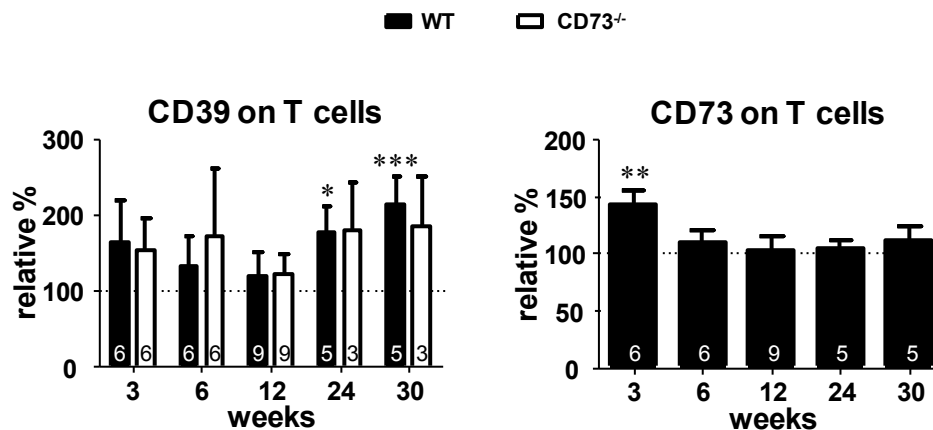 WT CD73-/-
CD39 on T cells
300
200
100
0
relative %
* ***
6 6 6 6 9 9 5 3 5 3
3 6 12 24 30
weeks
CD73 on T cells
200
150
100
50
0
relative %
**
6 6 9 5 5
3 6 12 24 30
weeks